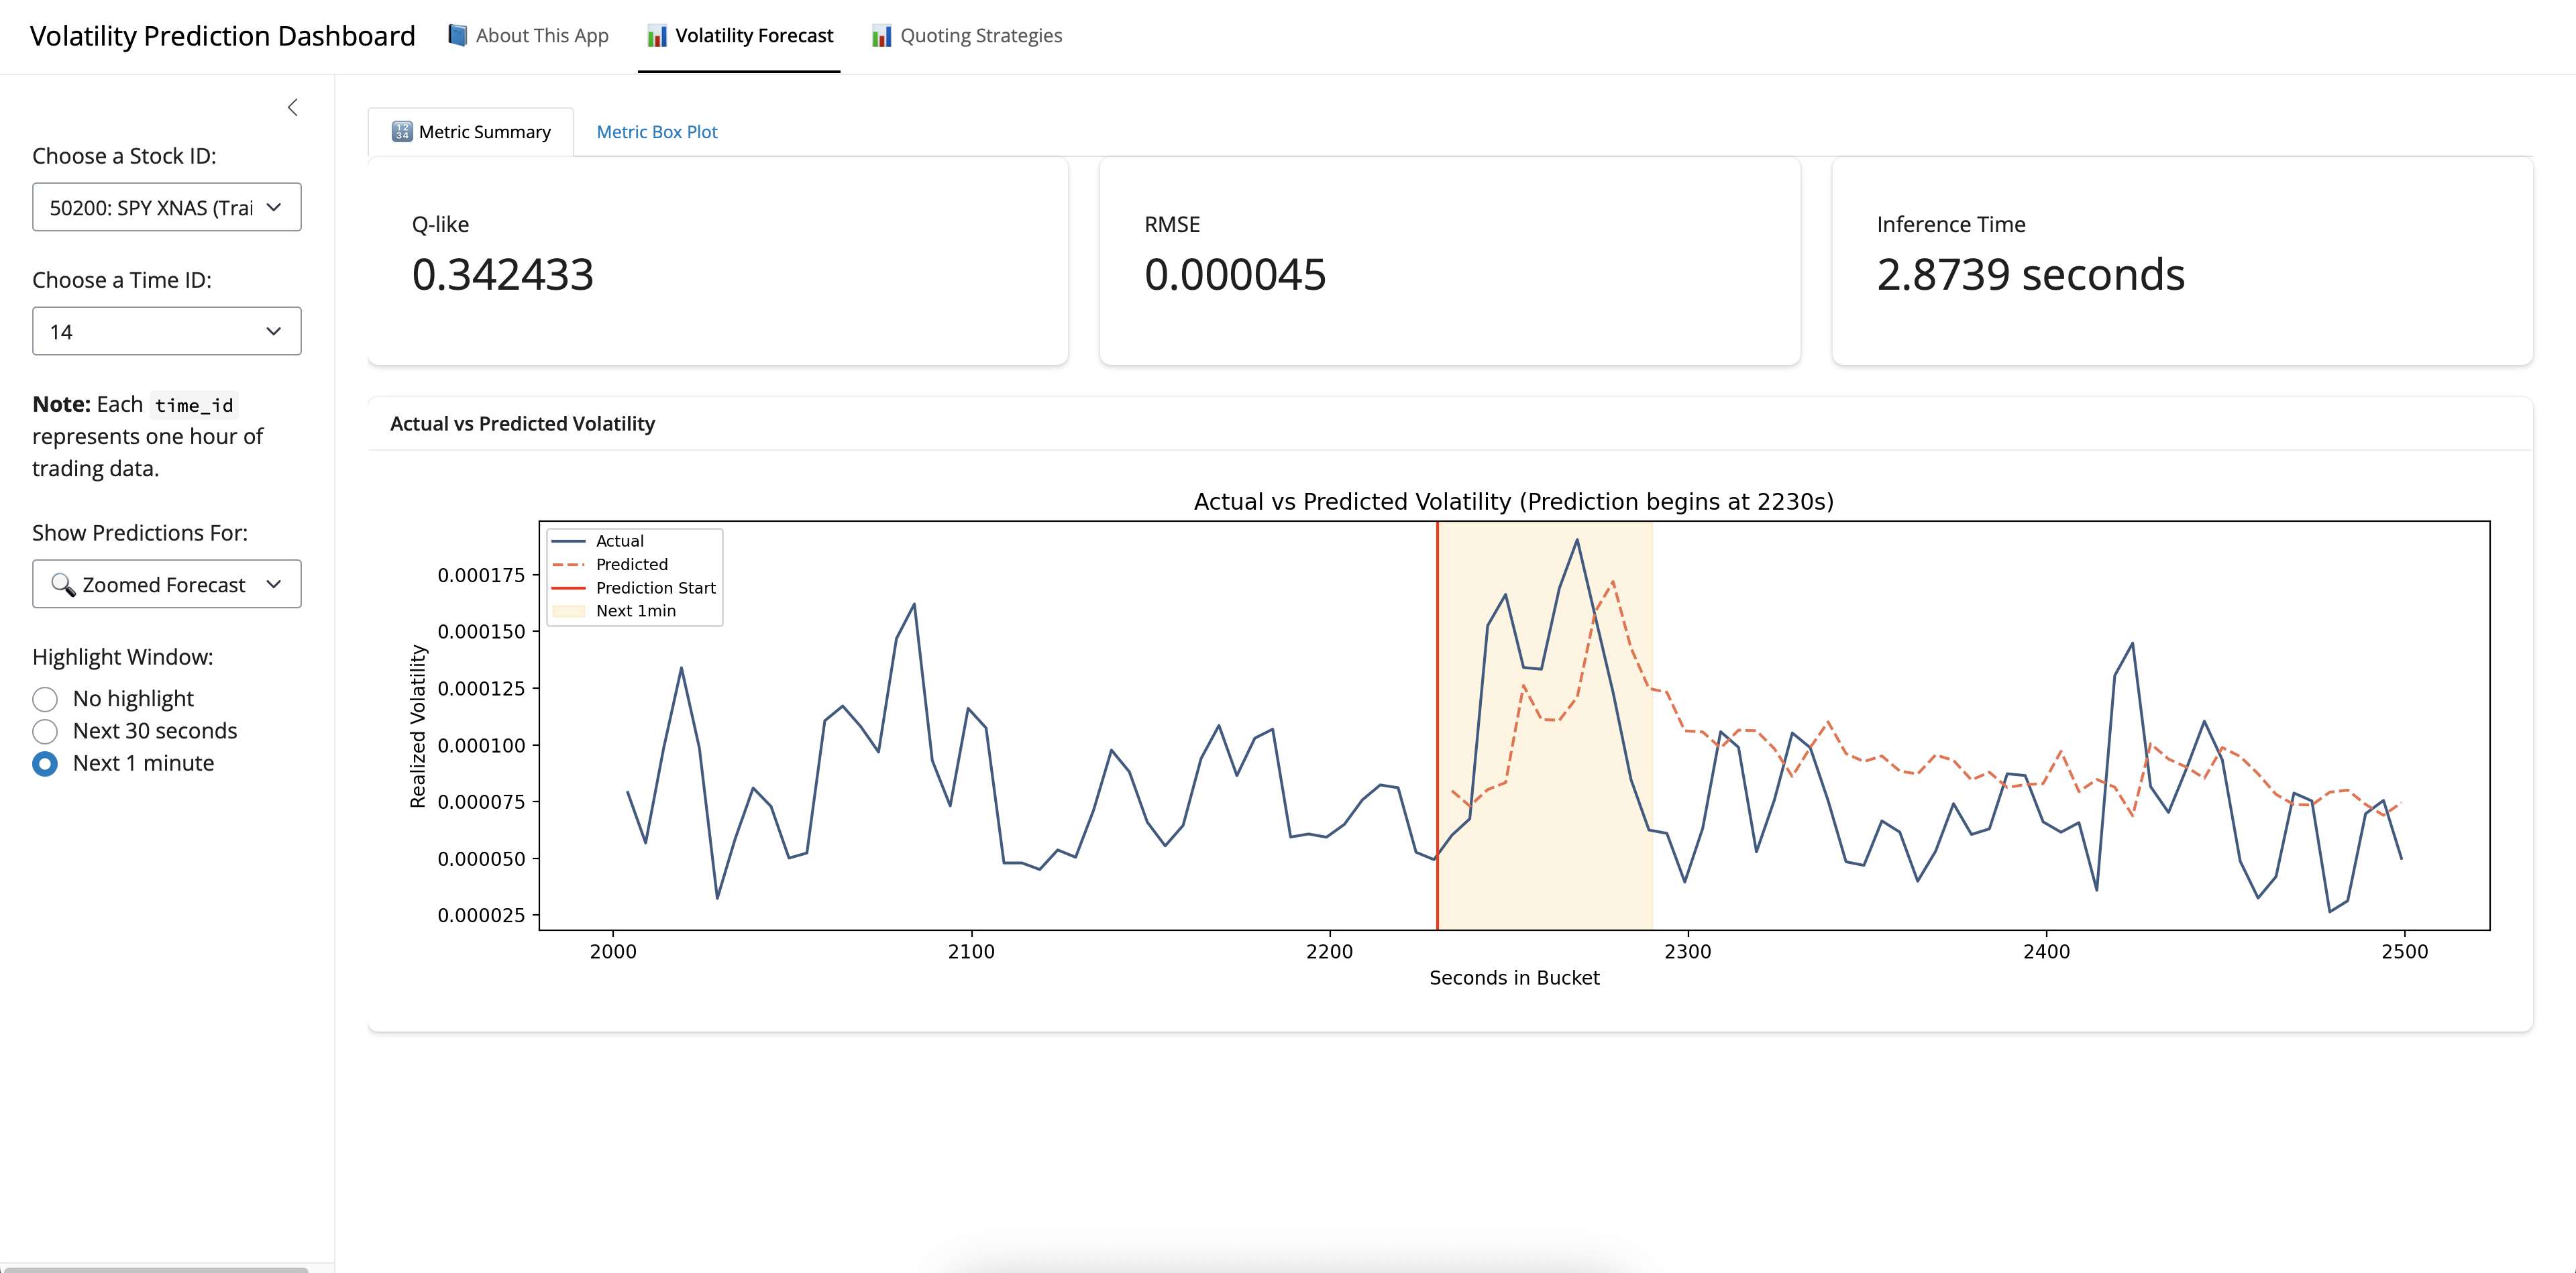 Volatility Prediction Dashboard
About This App
Volatility Forecast
Quoting Strategies
Choose a Stock ID:
50200: SPY XNAS (Trai
Choose a Time ID:
14
Note: Each time_id
represents one hour of
trading data.
Show Predictions For:
Zoomed Forecast
Highlight Window:
No highlight
Next 30 seconds
Next 1 minute
Metric Summary
Metric Box Plot
Q-like
0.342433
RMSE
0.000045
Inference Time
2.8739 seconds
Actual vs Predicted Volatility
Actual vs Predicted Volatility (Prediction begins at 2230s)
Actual
Predicted
Prediction Start
Next 1min
Realized Volatility
0.000175
0.000150
0.000125
0.000100
0.000075
0.000050
0.000025
2000
2100
2200
2300
2400
2500
Seconds in Bucket